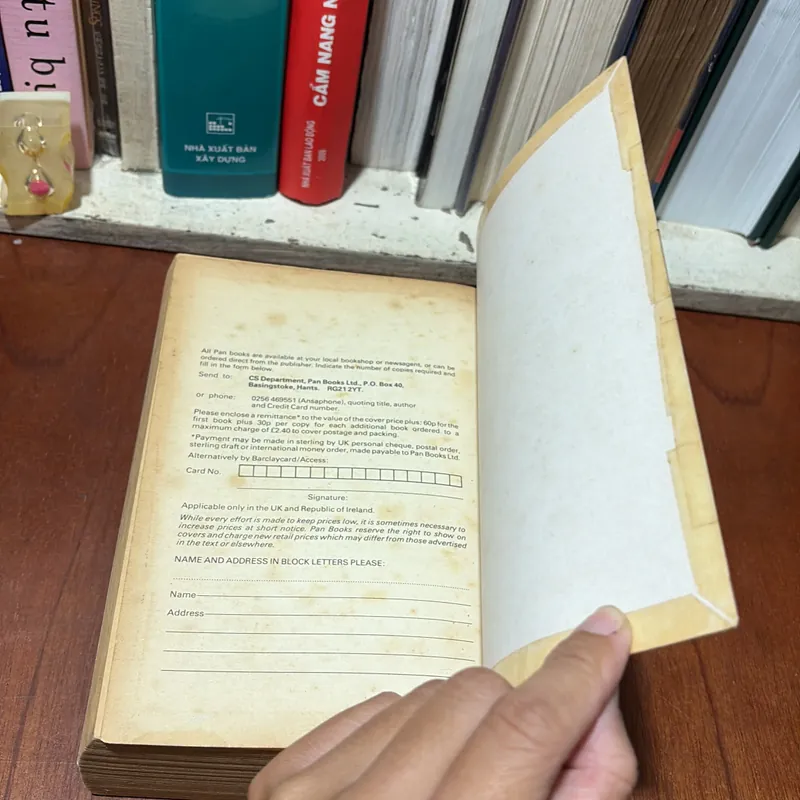 iqut
NHÀ XUẤT BẢN
XÂY DỰNG
CẨM NANG
NHÀ XUẤT BẢN LAO ĐỘNG
All Pan books are available at your local bookshop or newsagent, or can be
ordered direct from the publisher. Indicate the number of copies required and
fill in the form below.
Send to: CS Department, Pan Books Ltd., P.O. Box 40,
Basingstoke, Hants. RG21 2YT.
or phone: 0256 469551 (Ansaphone), quoting title, author
and Credit Card number.
Please enclose a remittance* to the value of the cover price plus: 60p for the
first book plus 30p per copy for each additional book ordered to a
maximum charge of £2.40 to cover postage and packing.
*Payment may be made in sterling by UK personal cheque, postal order,
sterling draft or international money order, made payable to Pan Books Ltd.
Alternatively by Barclaycard/Access:
Card No.
Signature:
Applicable only in the UK and Republic of Ireland.
While every effort is made to keep prices low, it is sometimes necessary to
increase prices at short notice. Pan Books reserve the right to show on
covers and charge new retail prices which may differ from those advertised
in the text or elsewhere.
NAME AND ADDRESS IN BLOCK LETTERS PLEASE:
Name
Address